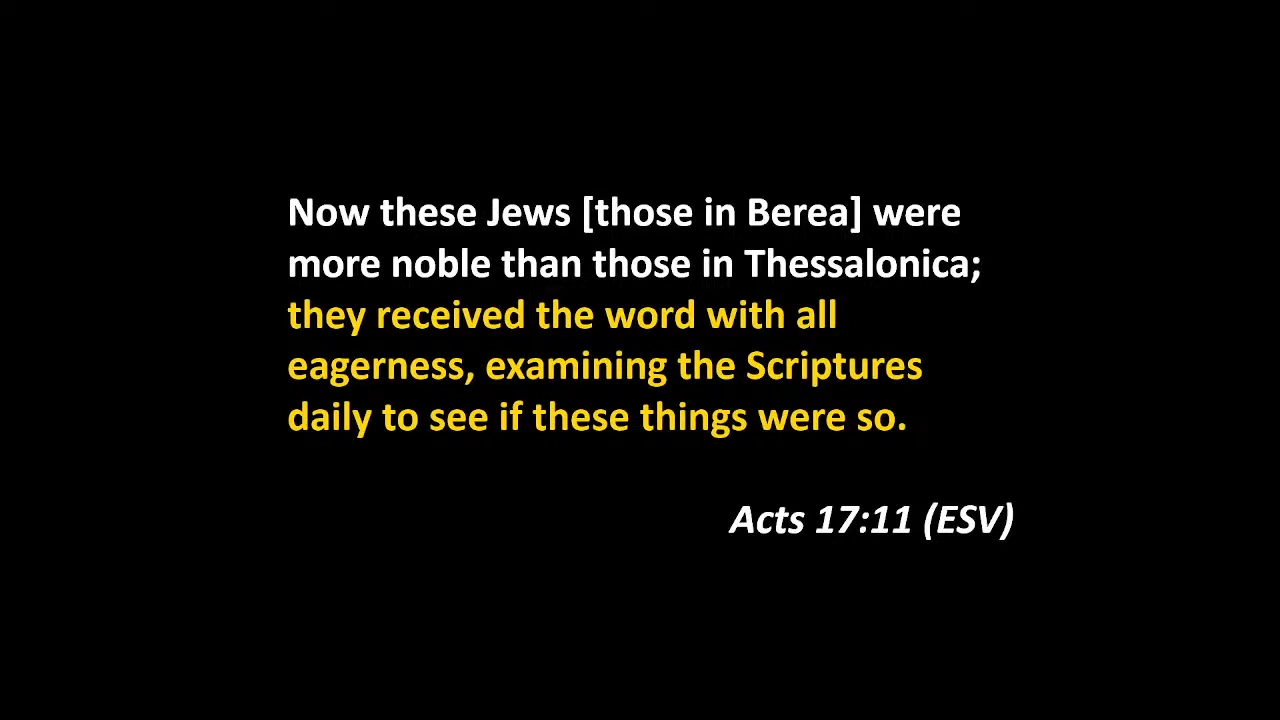 Now these Jews [those in Berea] were
more noble than those in Thessalonica;
they received the word with all
eagerness, examining the Scriptures
daily to see if these things were so.
Acts 17:11 (ESV)